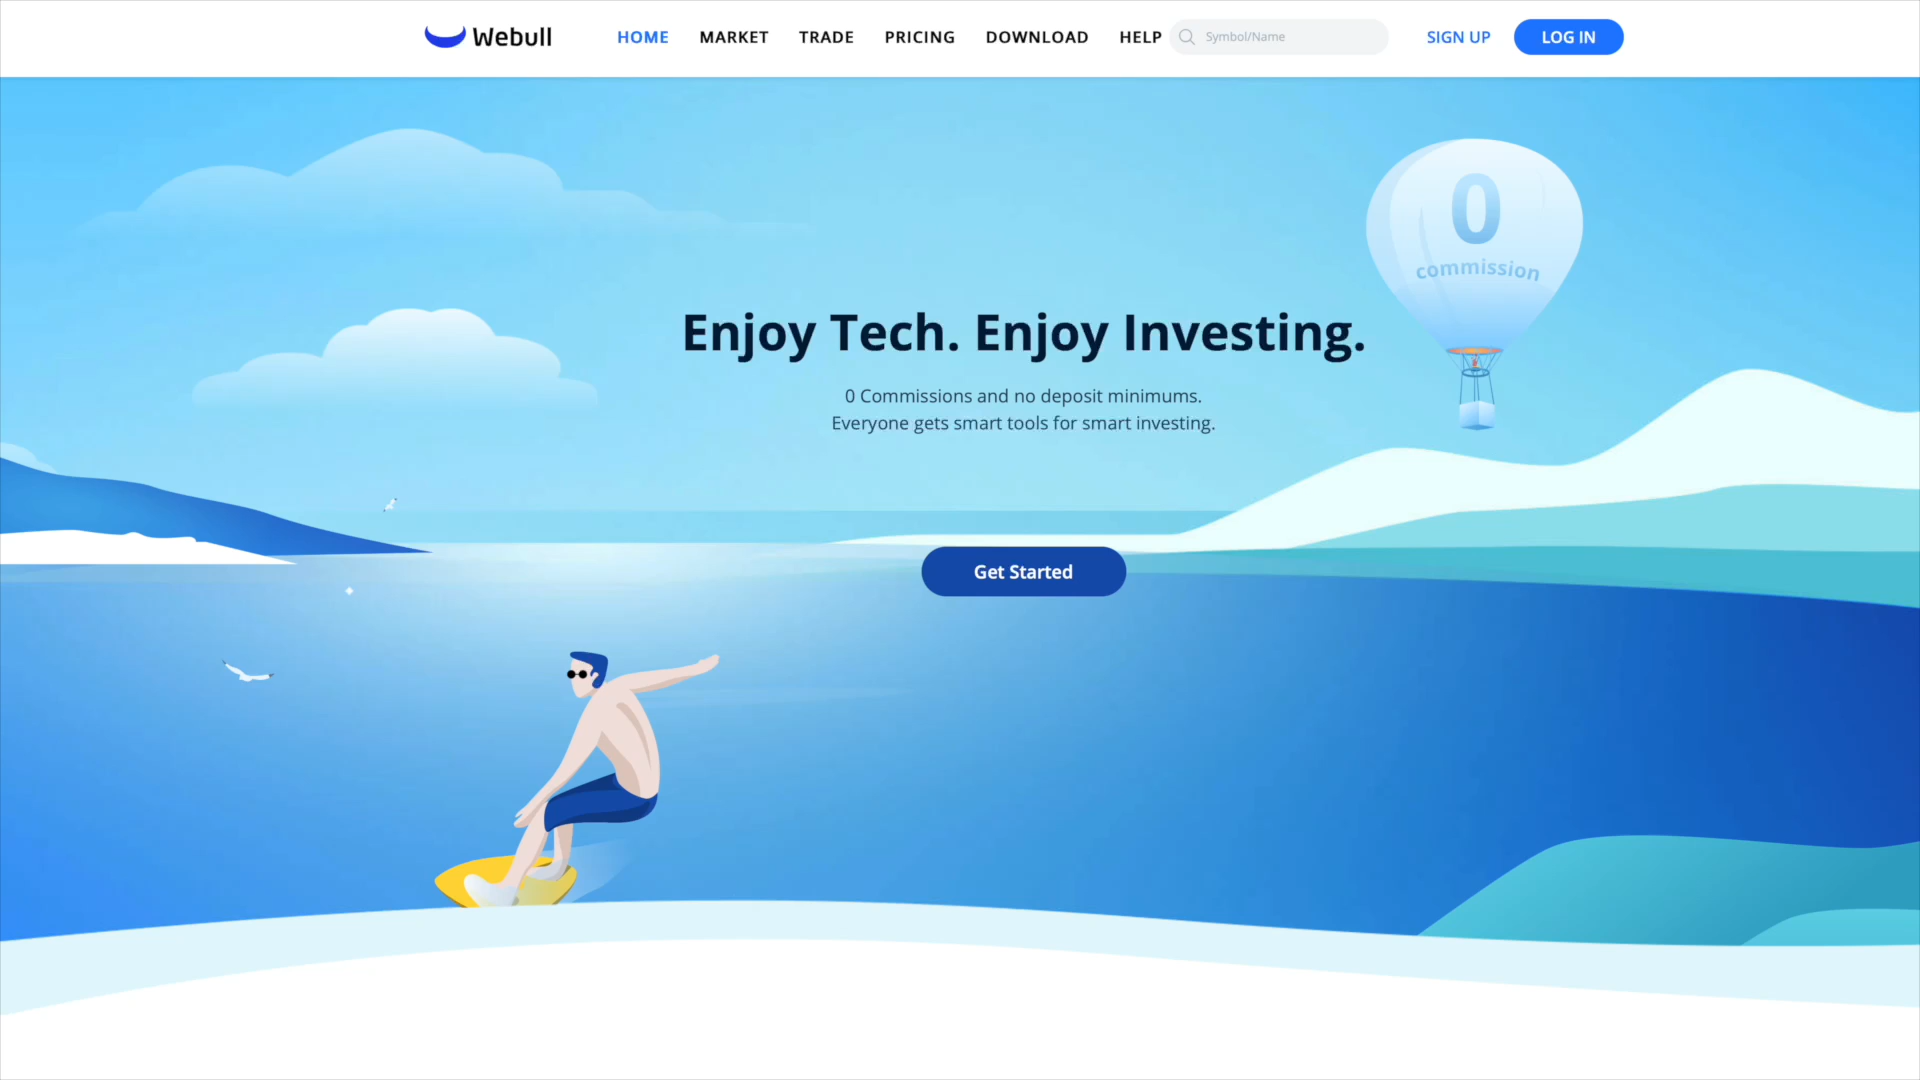 Webull
HOME MARKET TRADE PRICING DOWNLOAD HELP
Symbol/Name
SIGN UP
LOG IN
0
commission
Enjoy Tech. Enjoy Investing.
0 Commissions and no deposit minimums.
Everyone gets smart tools for smart investing.
Get Started